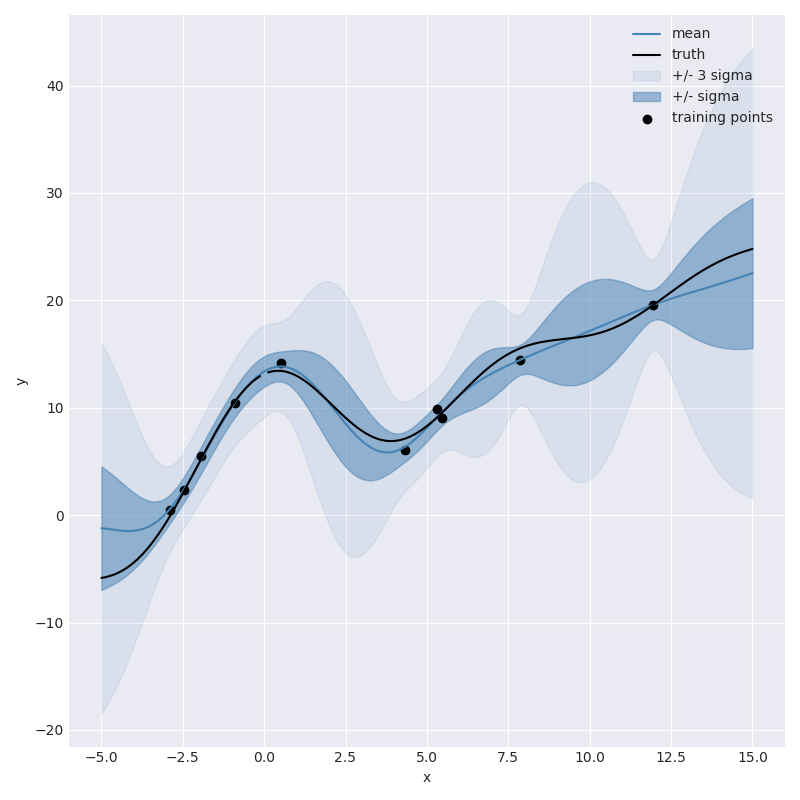 mean
truth
+/- 3 sigma
+/- sigma
training points
40
30
20
10
0
−10
−20
y
−5.0 −2.5 0.0 2.5 5.0 7.5 10.0 12.5 15.0
x